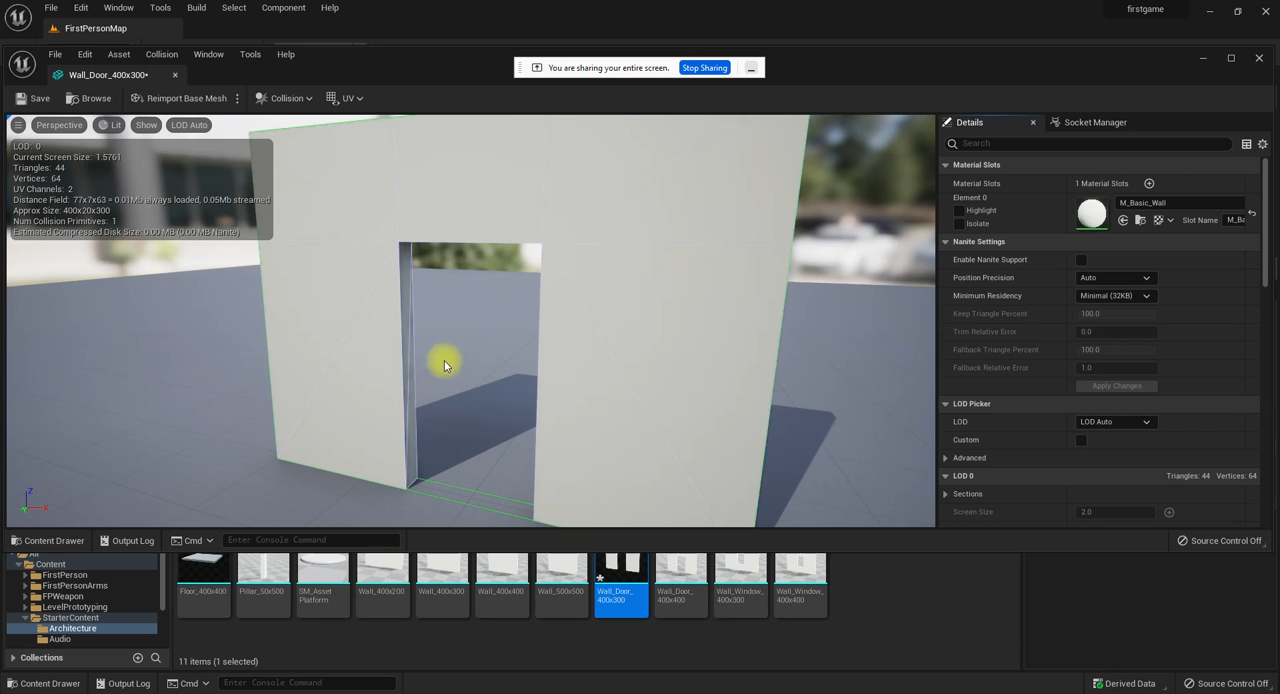 File Edit Window Tools Build Select Component Help
firstgame
FirstPersonMap
File Edit Asset Collision Window Tools Help
You are sharing your entire screen. Stop Sharing
Wall_Door_400x300*
Save Browse Reimport Base Mesh Collision UV
Perspective Lit Show LOD Auto
LOD: 0
Current Screen Size: 1.5761
Triangles: 44
Vertices: 64
UV Channels: 2
Distance Field: 77x7x63 = 0.01Mb always loaded, 0.05Mb streamed
Approx Size: 400x20x300
Num Collision Primitives: 1
Estimated Compressed Disk Size: 0.00 MB (0.00 MB Nanite)
Z
X
Details Socket Manager
Search
Material Slots
Material Slots 1 Material Slots
Element 0
M_Basic_Wall
Highlight
Isolate
Slot Name M_Ba
Nanite Settings
Enable Nanite Support
Position Precision Auto
Minimum Residency Minimal (32KB)
Keep Triangle Percent 100.0
Trim Relative Error 0.0
Fallback Triangle Percent 100.0
Fallback Relative Error 1.0
Apply Changes
LOD Picker
LOD LOD Auto
Custom
Advanced
LOD 0 Triangles: 44 Vertices: 64
Sections
Screen Size 2.0
Content Drawer Output Log Cmd Enter Console Command Source Control Off
All
Content
FirstPerson
FirstPersonArms
FPWeapon
LevelPrototyping
StarterContent
Architecture
Audio
Collections
Floor_400x400
Pillar_50x500
SM_Asset Platform
Wall_400x200
Wall_400x300
Wall_400x400
Wall_500x500
Wall_Door_ 400x300
Wall_Door_ 400x400
Wall_Window_ 400x300
Wall_Window_ 400x400
11 items (1 selected)
Content Drawer Output Log Cmd Enter Console Command Derived Data Source Control Off